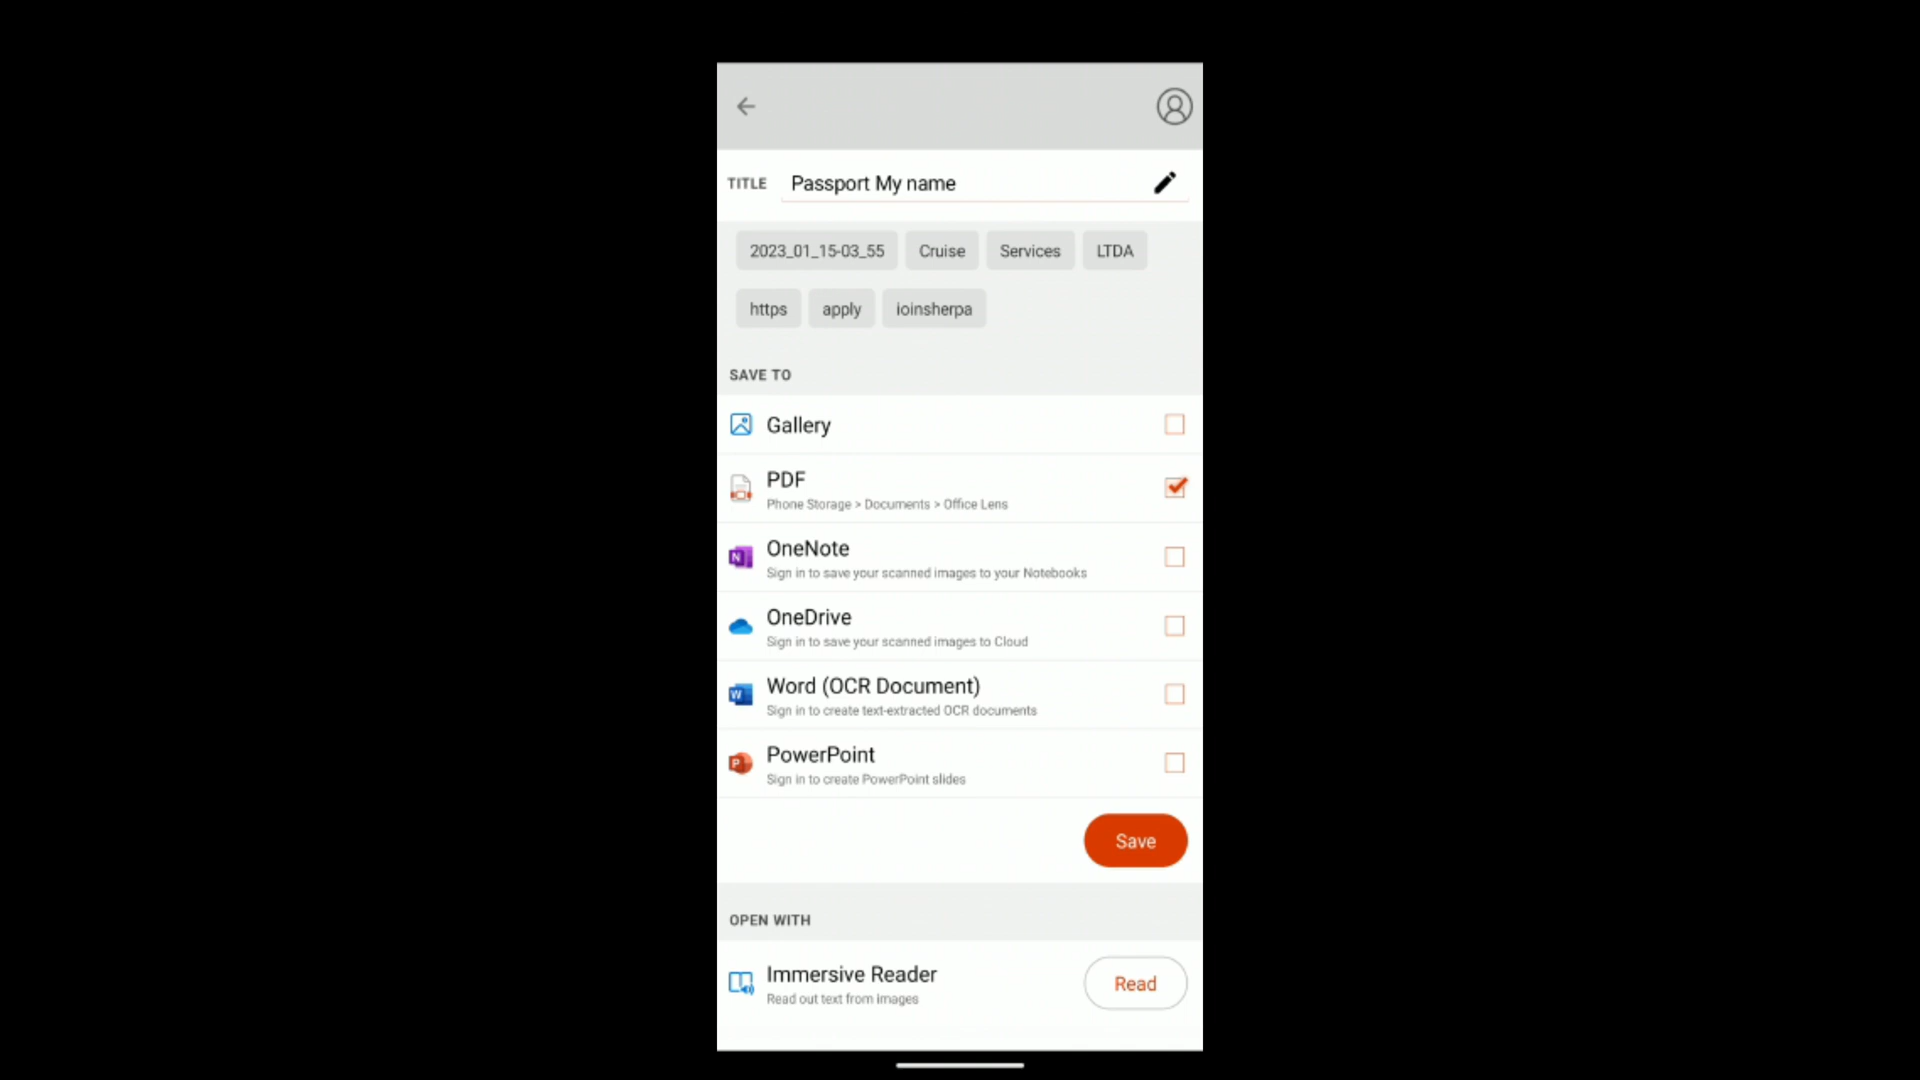 TITLE Passport My name
2023_01_15-03_55 Cruise Services LTDA
https apply ioinsherpa
SAVE TO
Gallery
PDF
Phone Storage > Documents > Office Lens
OneNote
Sign in to save your scanned images to your Notebooks
OneDrive
Sign in to save your scanned images to Cloud
Word (OCR Document)
Sign in to create text-extracted OCR documents
PowerPoint
Sign in to create PowerPoint slides
Save
OPEN WITH
Immersive Reader
Read out text from images
Read